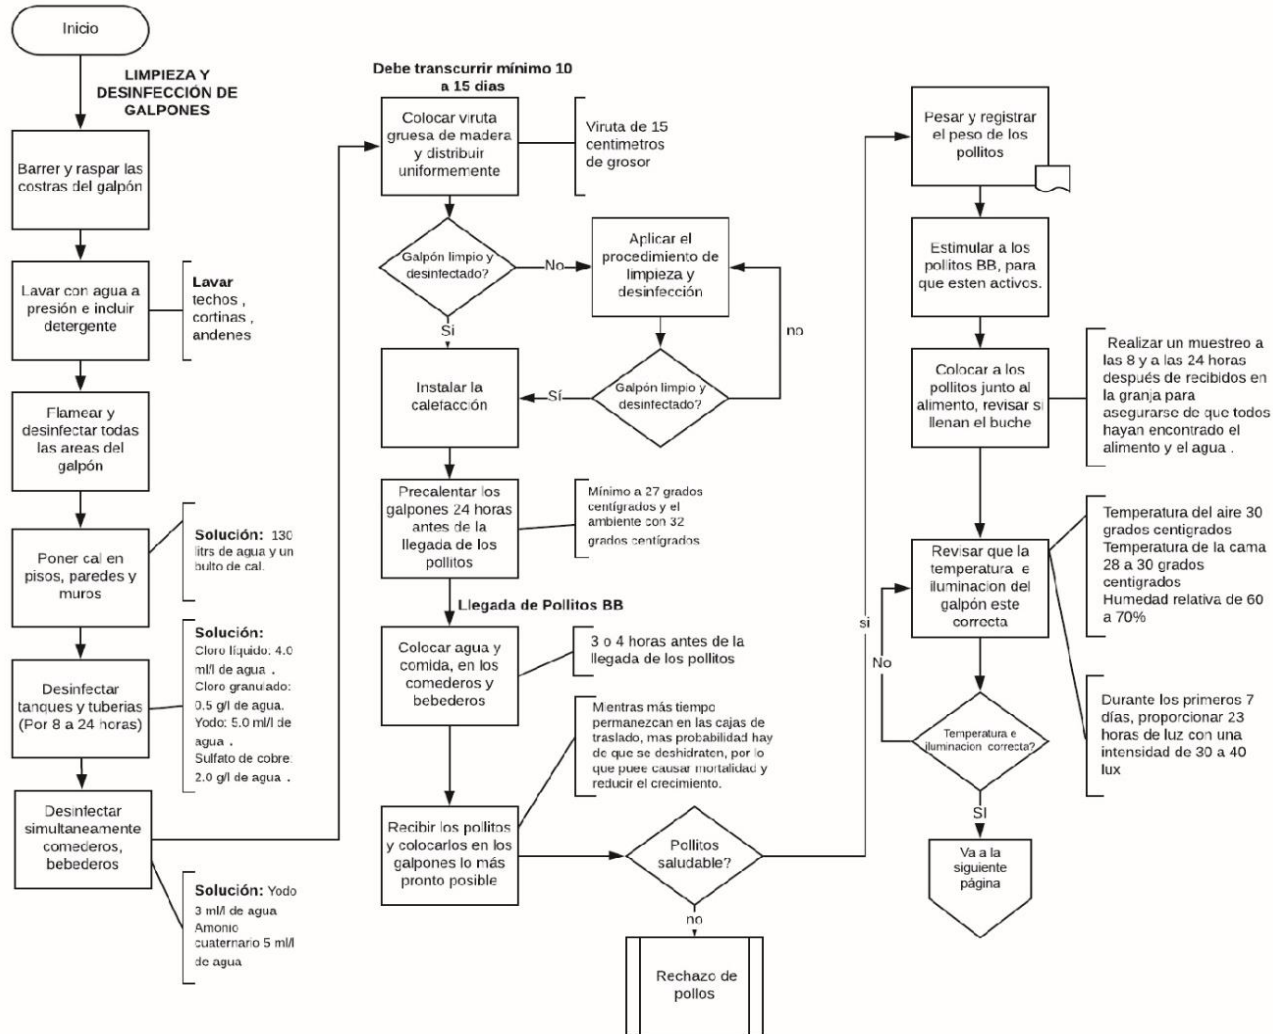 Inicio
LIMPIEZA Y
DESINFECCIÓN DE
GALPONES
Barrer y raspar las
costras del galpón
Lavar con agua a
presión e incluir
detergente
Lavar
techos ,
cortinas ,
andenes
Flamear y
desinfectar todas
las areas del
galpón
Poner cal en
pisos, paredes y
muros
Solución: 130
litrs de agua y un
bulto de cal.
Desinfectar
tanques y tuberias
(Por 8 a 24 horas)
Solución:
Cloro líquido: 4.0
ml/l de agua .
Cloro granulado:
0.5 g/l de agua.
Yodo: 5.0 ml/l de
agua .
Sulfato de cobre:
2.0 g/l de agua .
Desinfectar
simultaneamente
comederos,
bebederos
Solución: Yodo
3 ml/l de agua
Amonio
cuaternario 5 ml/l
de agua
Debe transcurrir mínimo 10
a 15 dias
Colocar viruta
gruesa de madera
y distribuir
uniformemente
Viruta de 15
centimetros
de grosor
Galpón limpio y
desinfectado?
No
Aplicar el
procedimiento de
limpieza y
desinfección
Si
no
Instalar la
calefacción
Sí
Galpón limpio y
desinfectado?
Precalentar los
galpones 24 horas
antes de la
llegada de los
pollitos
Mínimo a 27 grados
centígrados y el
ambiente con 32
grados centígrados
Llegada de Pollitos BB
Colocar agua y
comida, en los
comederos y
bebederos
3 o 4 horas antes de la
llegada de los pollitos
Mientras más tiempo
permanezcan en las cajas de
traslado, mas probabilidad hay
de que se deshidraten, por lo
que puee causar mortalidad y
reducir el crecimiento.
Recibir los pollitos
y colocarlos en los
galpones lo más
pronto posible
Pollitos
saludable?
si
no
Rechazo de
pollos
Pesar y registrar
el peso de los
pollitos
Estimular a los
pollitos BB, para
que esten activos.
Colocar a los
pollitos junto al
alimento, revisar si
llenan el buche
Realizar un muestreo a
las 8 y a las 24 horas
después de recibidos en
la granja para
asegurarse de que todos
hayan encontrado el
alimento y el agua .
Revisar que la
temperatura e
iluminacion del
galpón este
correcta
Temperatura del aire 30
grados centigrados
Temperatura de la cama
28 a 30 grados
centigrados
Humedad relativa de 60
a 70%
No
Temperatura e
iluminacion correcta?
Durante los primeros 7
días, proporcionar 23
horas de luz con una
intensidad de 30 a 40
lux
SI
Va a la
siguiente
página